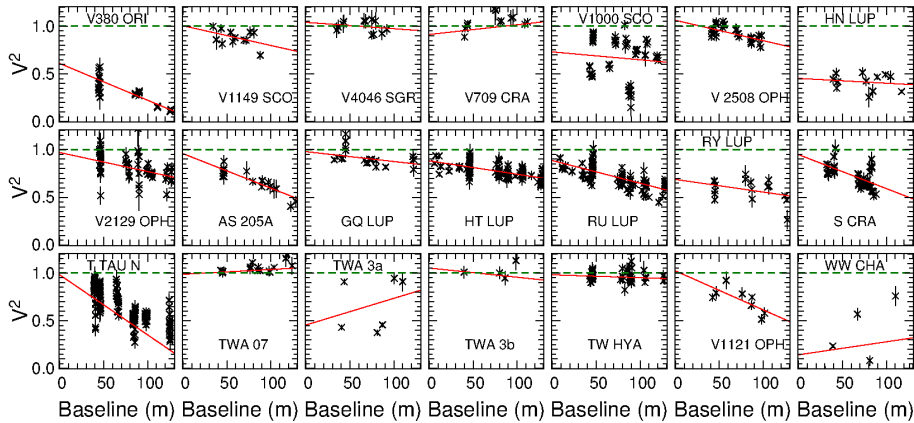 V380 ORI
V1149 SCO
V4046 SGR
V709 CRA
V1000 SCO
V 2508 OPH
HN LUP
V2
1.0
0.5
0.0
V2129 OPH
AS 205A
GQ LUP
HT LUP
RU LUP
RY LUP
S CRA
V2
1.0
0.5
0.0
T TAU N
TWA 07
TWA 3a
TWA 3b
TW HYA
V1121 OPH
WW CHA
V2
1.0
0.5
0.0
0 50 100 0 50 100 0 50 100 0 50 100 0 50 100 0 50 100 0 50 100
Baseline (m) Baseline (m) Baseline (m) Baseline (m) Baseline (m) Baseline (m) Baseline (m)